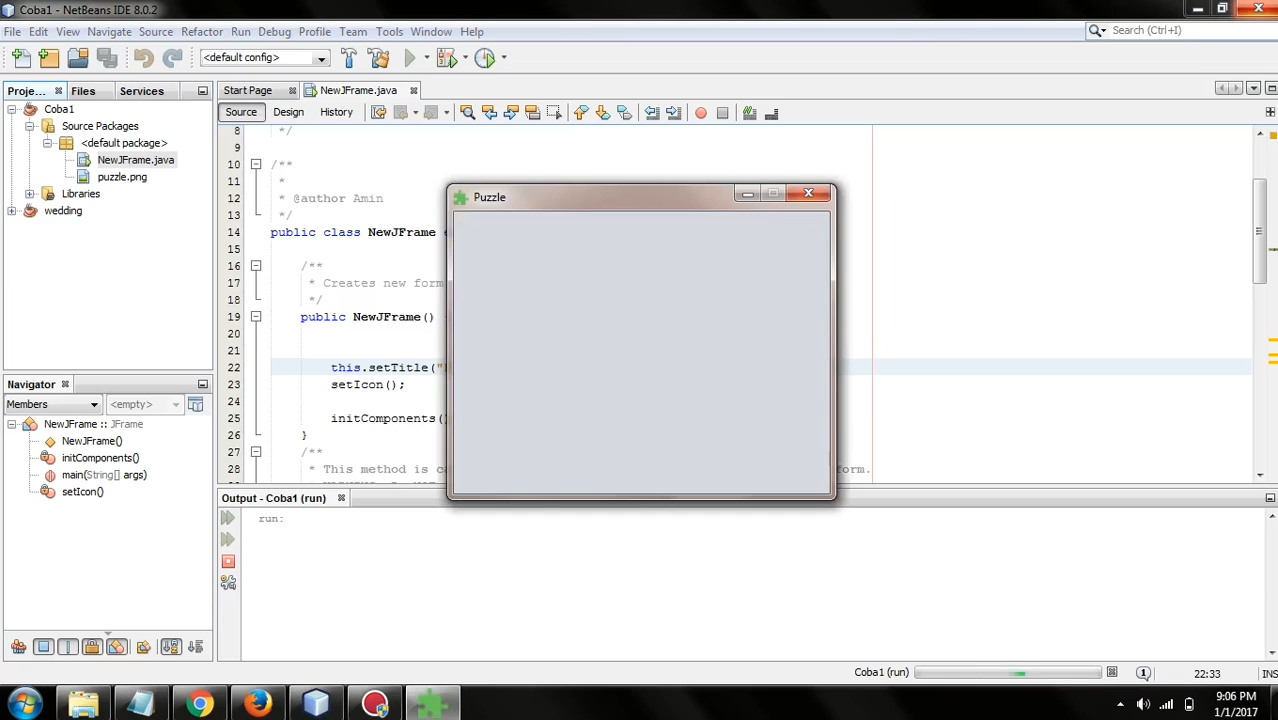 Coba1 - NetBeans IDE 8.0.2
File Edit View Navigate Source Refactor Run Debug Profile Team Tools Window Help
Search (Ctrl+I)
<default config>
Proje... Files Services
Start Page NewJFrame.java
Source Design History
Coba1
Source Packages
<default package>
NewJFrame.java
puzzle.png
Libraries
wedding
8 */
9
10 /**
11 *
12 * @author Amin
13 */
14 public class NewJFrame
15
16 /**
17 * Creates new form
18 */
19 public NewJFrame()
20
21
22 this.setTitle("
23 setIcon();
24
25 initComponents()
26 }
27 /**
28 * This method is ca form.
Puzzle
Navigator
Members <empty>
NewJFrame :: JFrame
NewJFrame()
initComponents()
main(String[] args)
setIcon()
Output - Coba1 (run)
run:
Coba1 (run) 1 22:33 INS
9:06 PM
1/1/2017